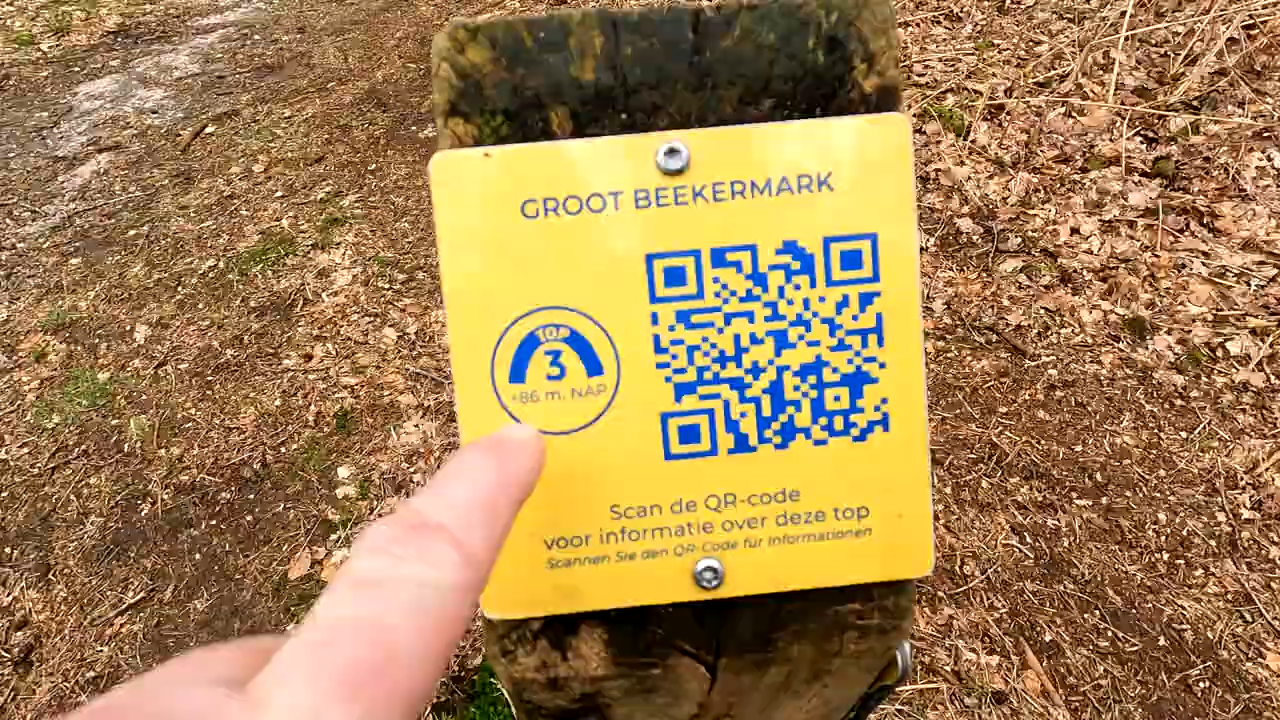 GROOT BEEKERMARK
TOP
3
+86 m. NAP
Scan de QR-code
voor informatie over deze top
Scannen Sie den QR-Code für Informationen